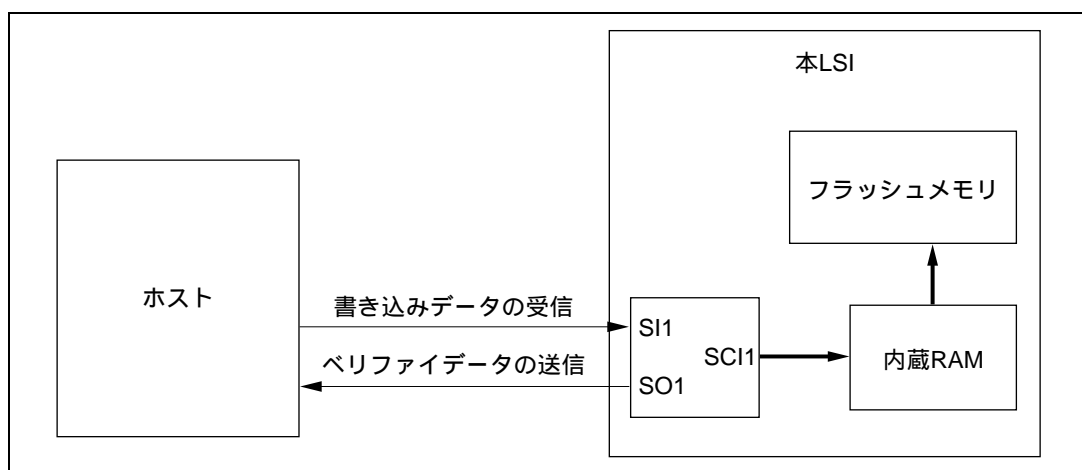 本LSI
フラッシュメモリ
ホスト
書き込みデータの受信
SI1
SCI1
内蔵RAM
ベリファイデータの送信
SO1